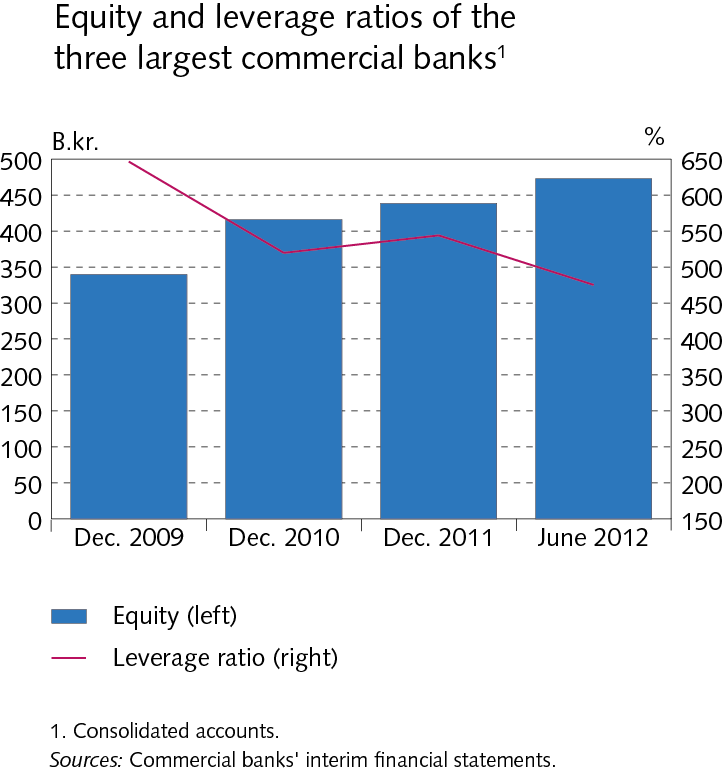 Equity and leverage ratios of the
three largest commercial banks¹
B.kr.
%
500
450
400
350
300
250
200
150
100
50
0
650
600
550
500
450
400
350
300
250
200
150
Dec. 2009
Dec. 2010
Dec. 2011
June 2012
Equity (left)
Leverage ratio (right)
1. Consolidated accounts.
Sources: Commercial banks' interim financial statements.